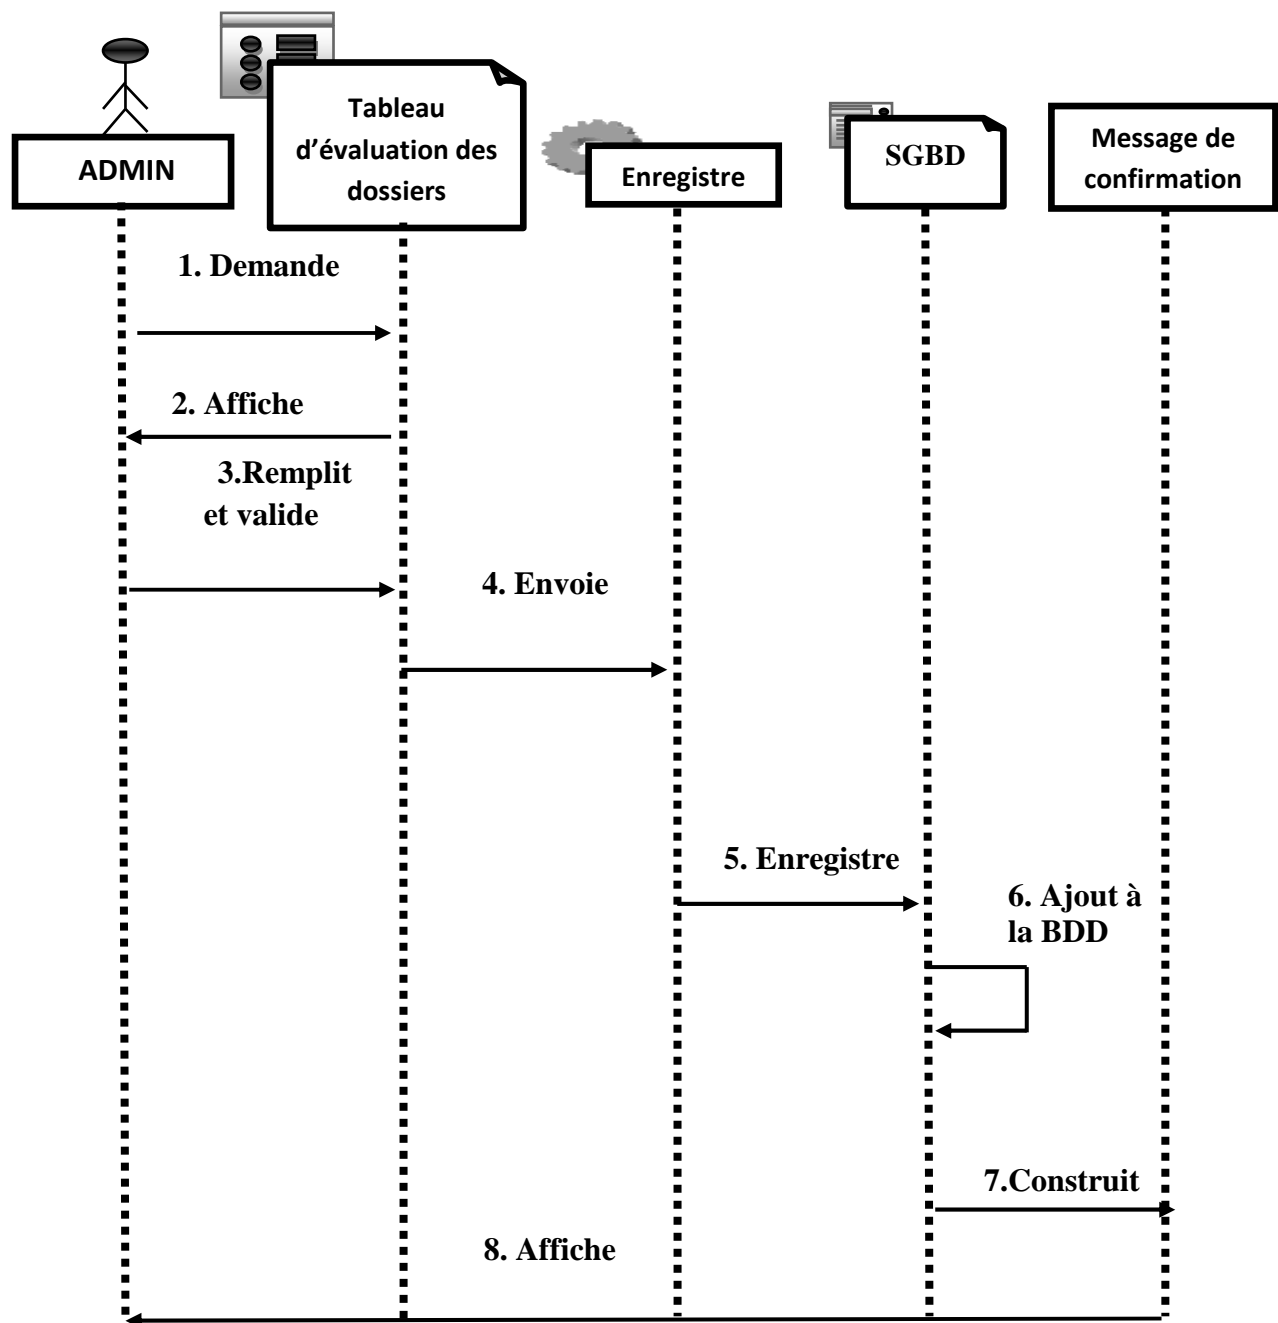 ADMIN
Tableau
d’évaluation des
dossiers
Enregistre
SGBD
Message de
confirmation
1. Demande
2. Affiche
3.Remplit
et valide
4. Envoie
5. Enregistre
6. Ajout à
la BDD
7.Construit
8. Affiche